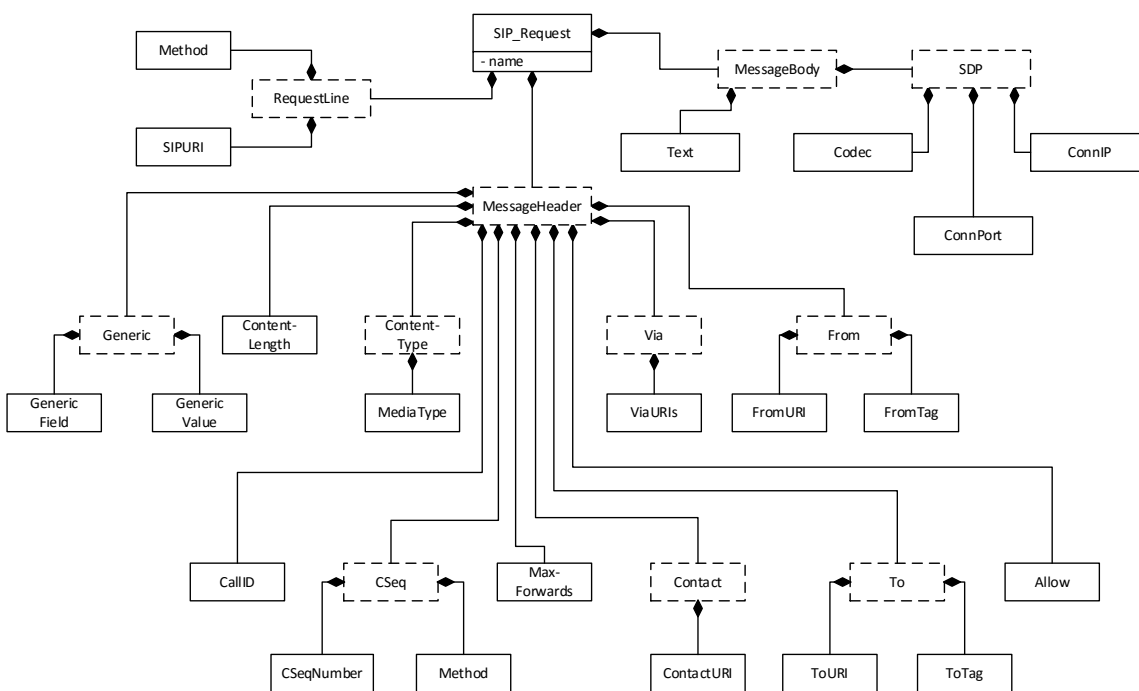 SIP_Request
- name
Method
RequestLine
SIPURI
MessageBody
SDP
Text
Codec
ConnIP
ConnPort
MessageHeader
Generic
Content-
Length
Content-
Type
Via
From
Generic
Field
Generic
Value
MediaType
ViaURIs
FromURI
FromTag
CallID
CSeq
Max-
Forwards
Contact
To
Allow
CSeqNumber
Method
ContactURI
ToURI
ToTag